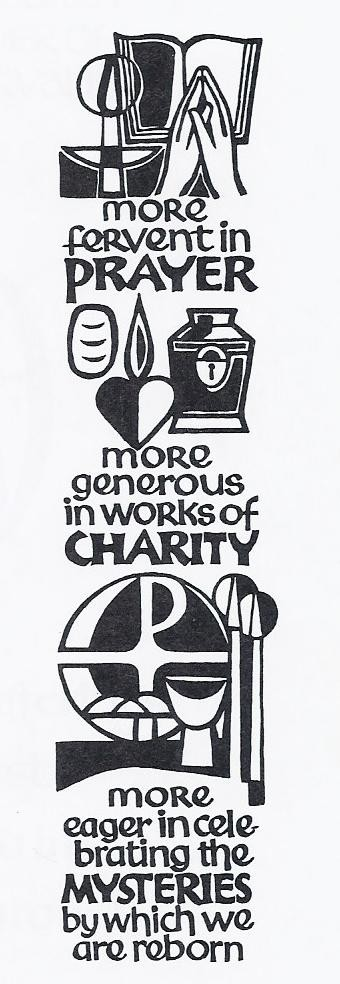 more
fervent in
PRAYER
more
generous
in works of
CHARITY
more
eager in cele-
brating the
MYSTERIES
by which we
are reborn